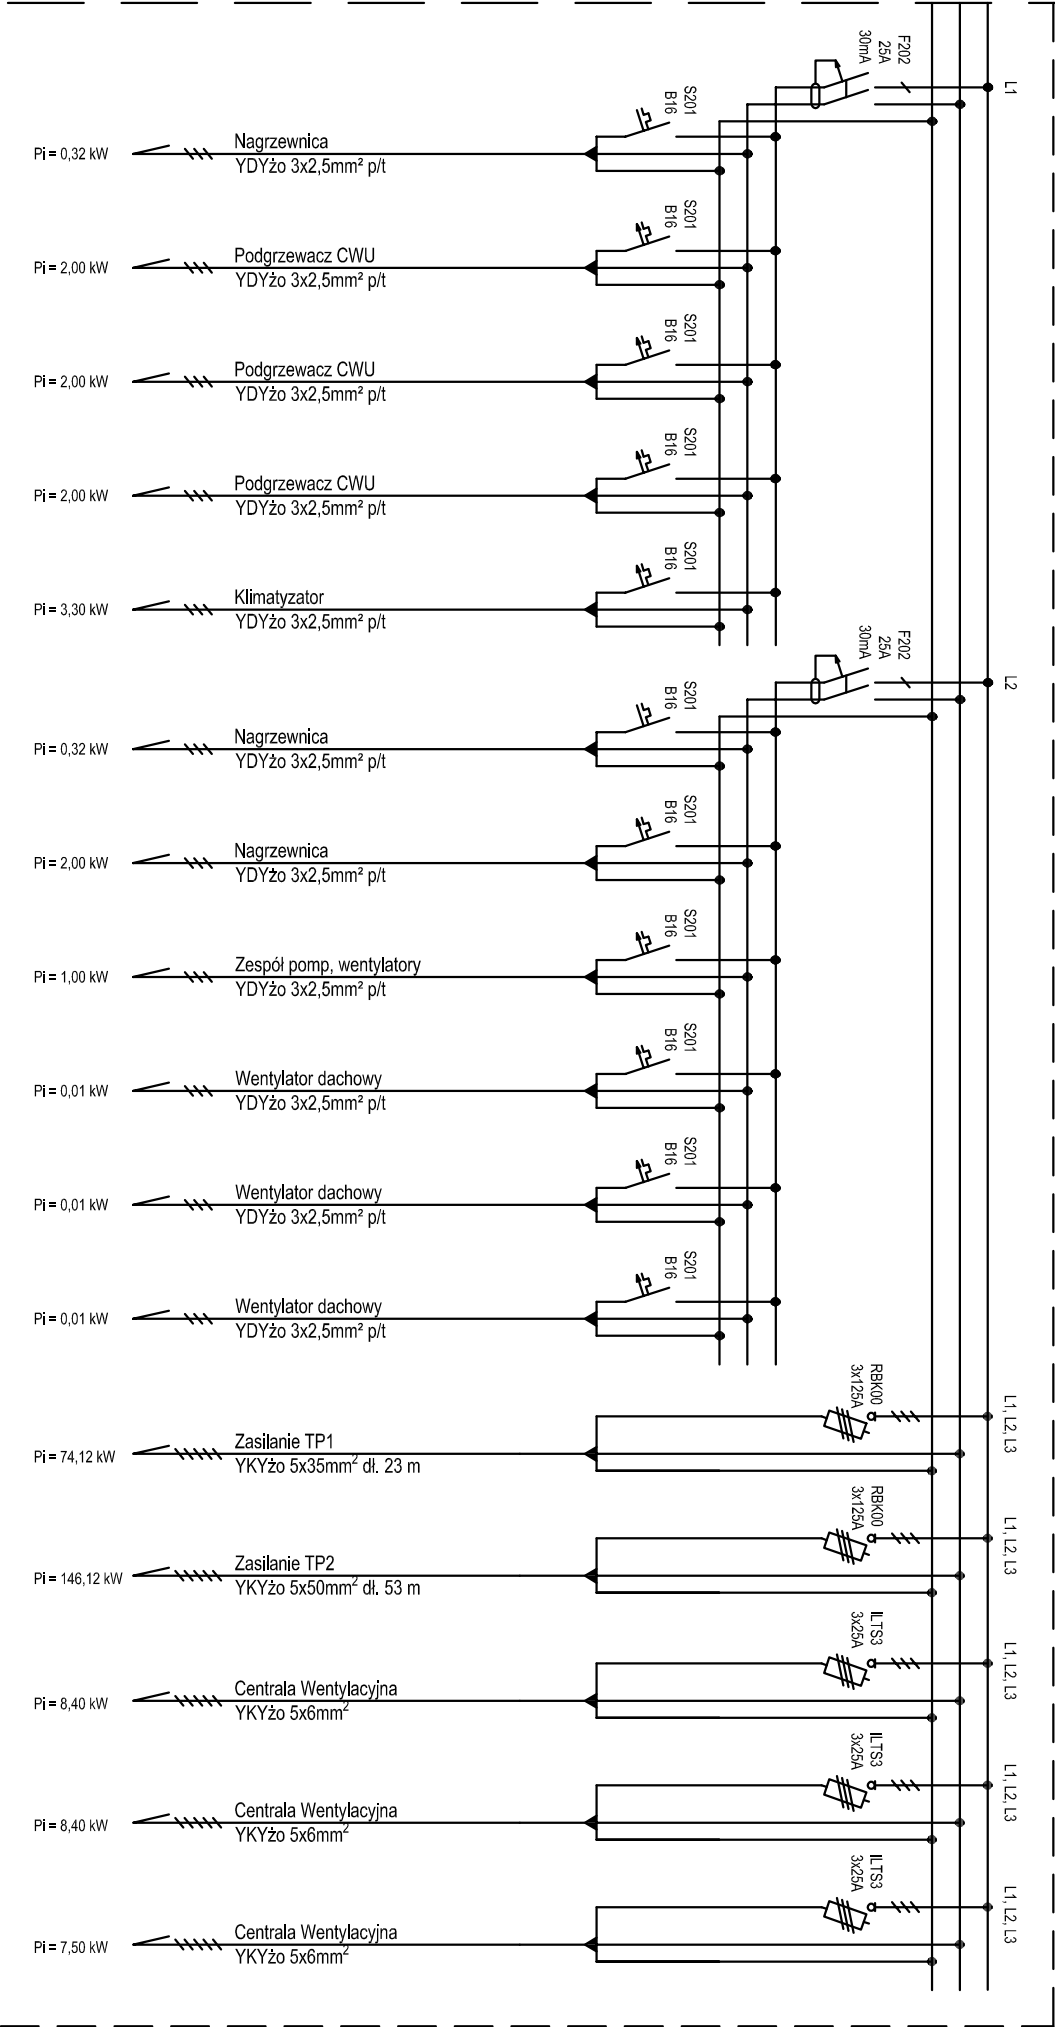 F202
25A
30mA
L1
S201
B16
Pi = 0,32 kW
Nagrzewnica
YDYżo 3x2,5mm² p/t
S201
B16
Pi = 2,00 kW
Podgrzewacz CWU
YDYżo 3x2,5mm² p/t
S201
B16
Pi = 2,00 kW
Podgrzewacz CWU
YDYżo 3x2,5mm² p/t
S201
B16
Pi = 2,00 kW
Podgrzewacz CWU
YDYżo 3x2,5mm² p/t
S201
B16
Pi = 3,30 kW
Klimatyzator
YDYżo 3x2,5mm² p/t
F202
25A
30mA
L2
S201
B16
Pi = 0,32 kW
Nagrzewnica
YDYżo 3x2,5mm² p/t
S201
B16
Pi = 2,00 kW
Nagrzewnica
YDYżo 3x2,5mm² p/t
S201
B16
Pi = 1,00 kW
Zespół pomp, wentylatory
YDYżo 3x2,5mm² p/t
S201
B16
Pi = 0,01 kW
Wentylator dachowy
YDYżo 3x2,5mm² p/t
S201
B16
Pi = 0,01 kW
Wentylator dachowy
YDYżo 3x2,5mm² p/t
S201
B16
Pi = 0,01 kW
Wentylator dachowy
YDYżo 3x2,5mm² p/t
RBK00
3x125A
L1, L2, L3
Pi = 74,12 kW
Zasilanie TP1
YKYżo 5x35mm² dł. 23 m
RBK00
3x125A
L1, L2, L3
Pi = 146,12 kW
Zasilanie TP2
YKYżo 5x50mm² dł. 53 m
ILTS3
3x25A
L1, L2, L3
Pi = 8,40 kW
Centrala Wentylacyjna
YKYżo 5x6mm²
ILTS3
3x25A
L1, L2, L3
Pi = 8,40 kW
Centrala Wentylacyjna
YKYżo 5x6mm²
ILTS3
3x25A
L1, L2, L3
Pi = 7,50 kW
Centrala Wentylacyjna
YKYżo 5x6mm²